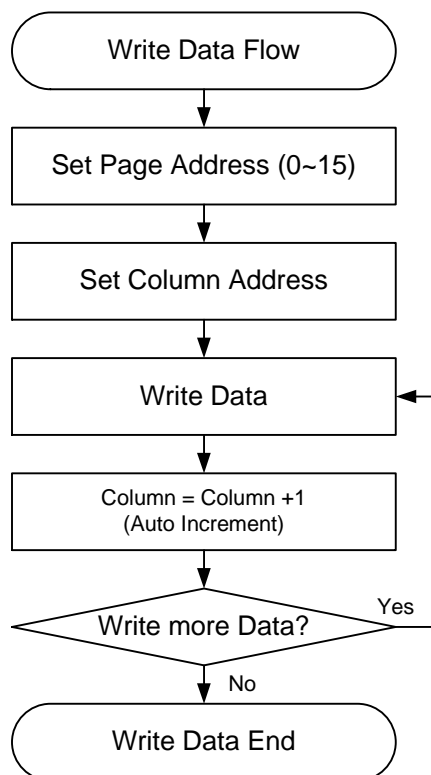 Write Data Flow
Set Page Address (0~15)
Set Column Address
Write Data
Column = Column +1
(Auto Increment)
Write more Data?
Yes
No
Write Data End